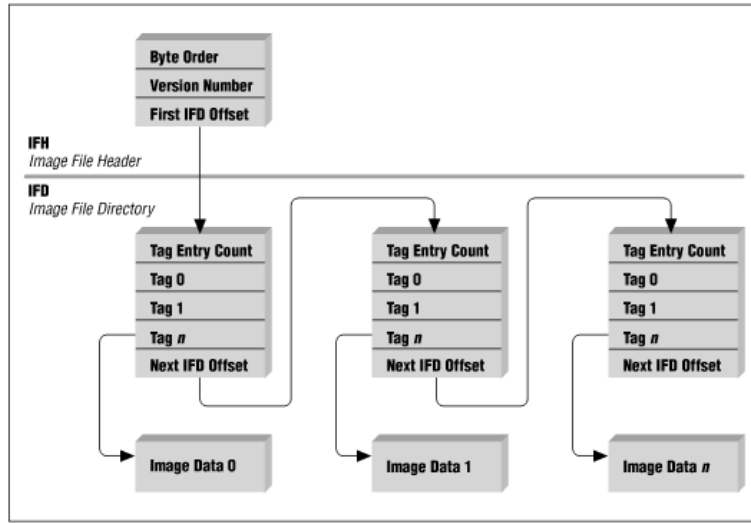 Byte Order
Version Number
First IFD Offset
IFH
Image File Header
IFD
Image File Directory
Tag Entry Count
Tag 0
Tag 1
Tag n
Next IFD Offset
Image Data 0
Tag Entry Count
Tag 0
Tag 1
Tag n
Next IFD Offset
Image Data 1
Tag Entry Count
Tag 0
Tag 1
Tag n
Next IFD Offset
Image Data n